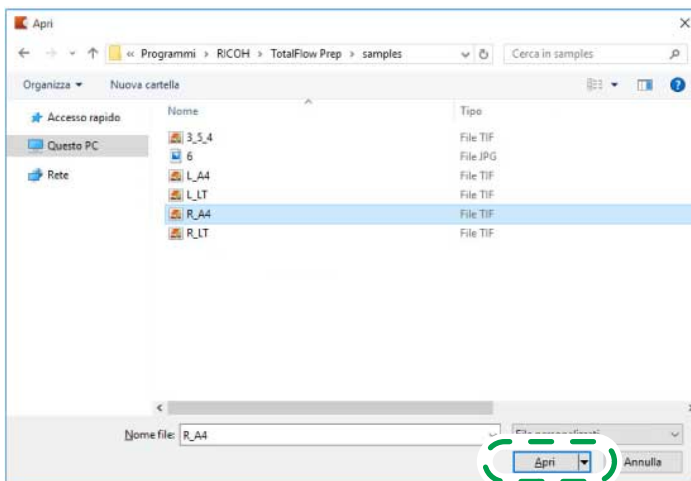 Apri
« Programmi > RICOH > TotalFlow Prep > samples
Cerca in samples
Organizza
Nuova cartella
Accesso rapido
Questo PC
Rete
Nome
Tipo
3_5_4
File TIF
6
File JPG
L_A4
File TIF
L_LT
File TIF
R_A4
File TIF
R_LT
File TIF
Nome file:
R_A4
File personalizzati
Apri
Annulla